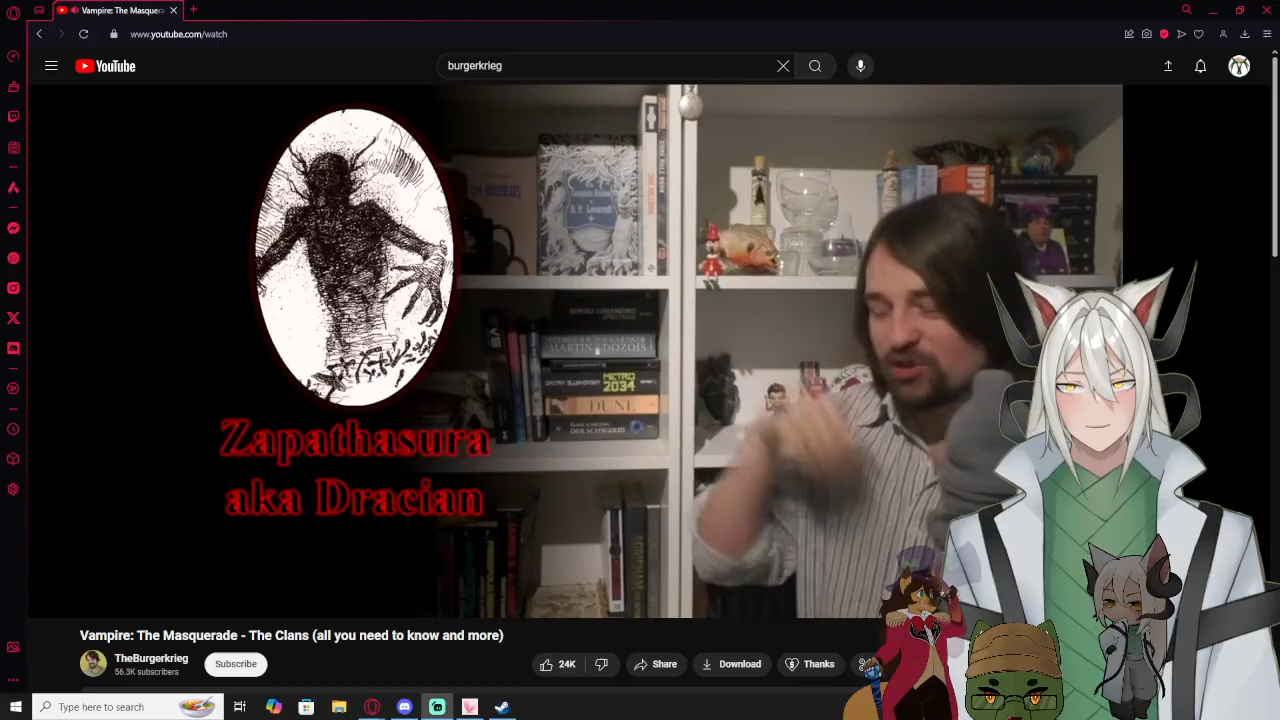 Vampire: The Masquera
www.youtube.com/watch
YouTube
burgerkrieg
Zapathasura
aka Dracian
METRO
2034
DUNE
DER SCHWARM
Vampire: The Masquerade - The Clans (all you need to know and more)
TheBurgerkrieg
56.3K subscribers
Subscribe
24K
Share
Download
Thanks
Type here to search